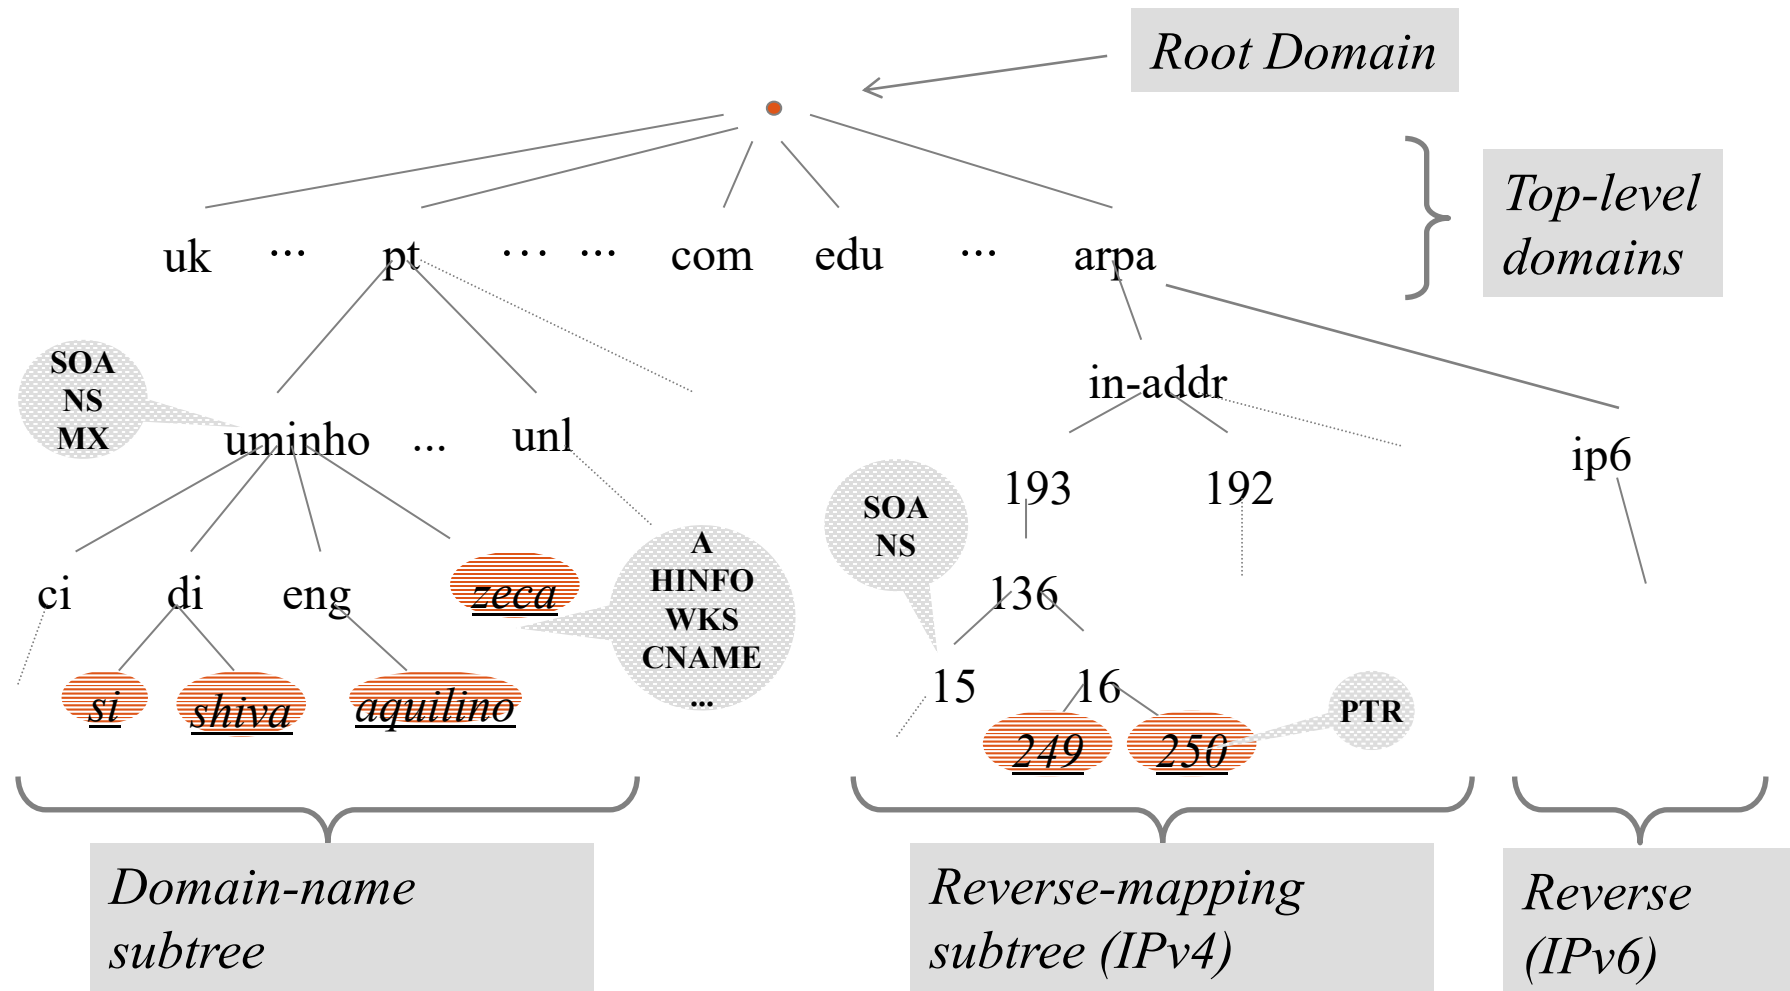 Root Domain
Top-level
domains
uk ... pt ... ... com edu ... arpa
SOA
NS
MX
in-addr
uminho ... unl
ip6
193 192
SOA
NS
A
HINFO
WKS
CNAME
...
ci di eng zeca
136
si shiva aquilino
15 16
249 250
PTR
Domain-name
subtree
Reverse-mapping
subtree (IPv4)
Reverse
(IPv6)